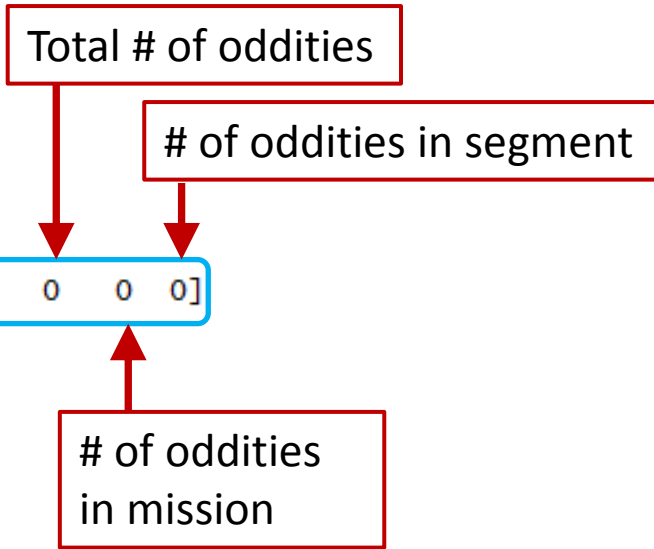 Total # of oddities
# of oddities in segment
0 0 0]
# of oddities
in mission